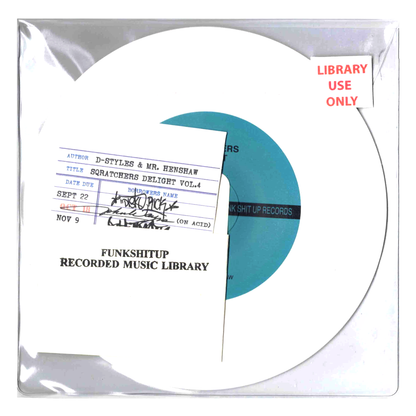 LIBRARY
USE
ONLY
AUTHOR D-STYLES & MR. HENSHAW
TITLE SQRATCHERS DELIGHT VOL.4
DATE DUE BORROWERS NAME
SEPT 22
(ON ACID)
NOV 9
FUNKSHITUP
RECORDED MUSIC LIBRARY
ERS
NK SHIT UP RECORDS